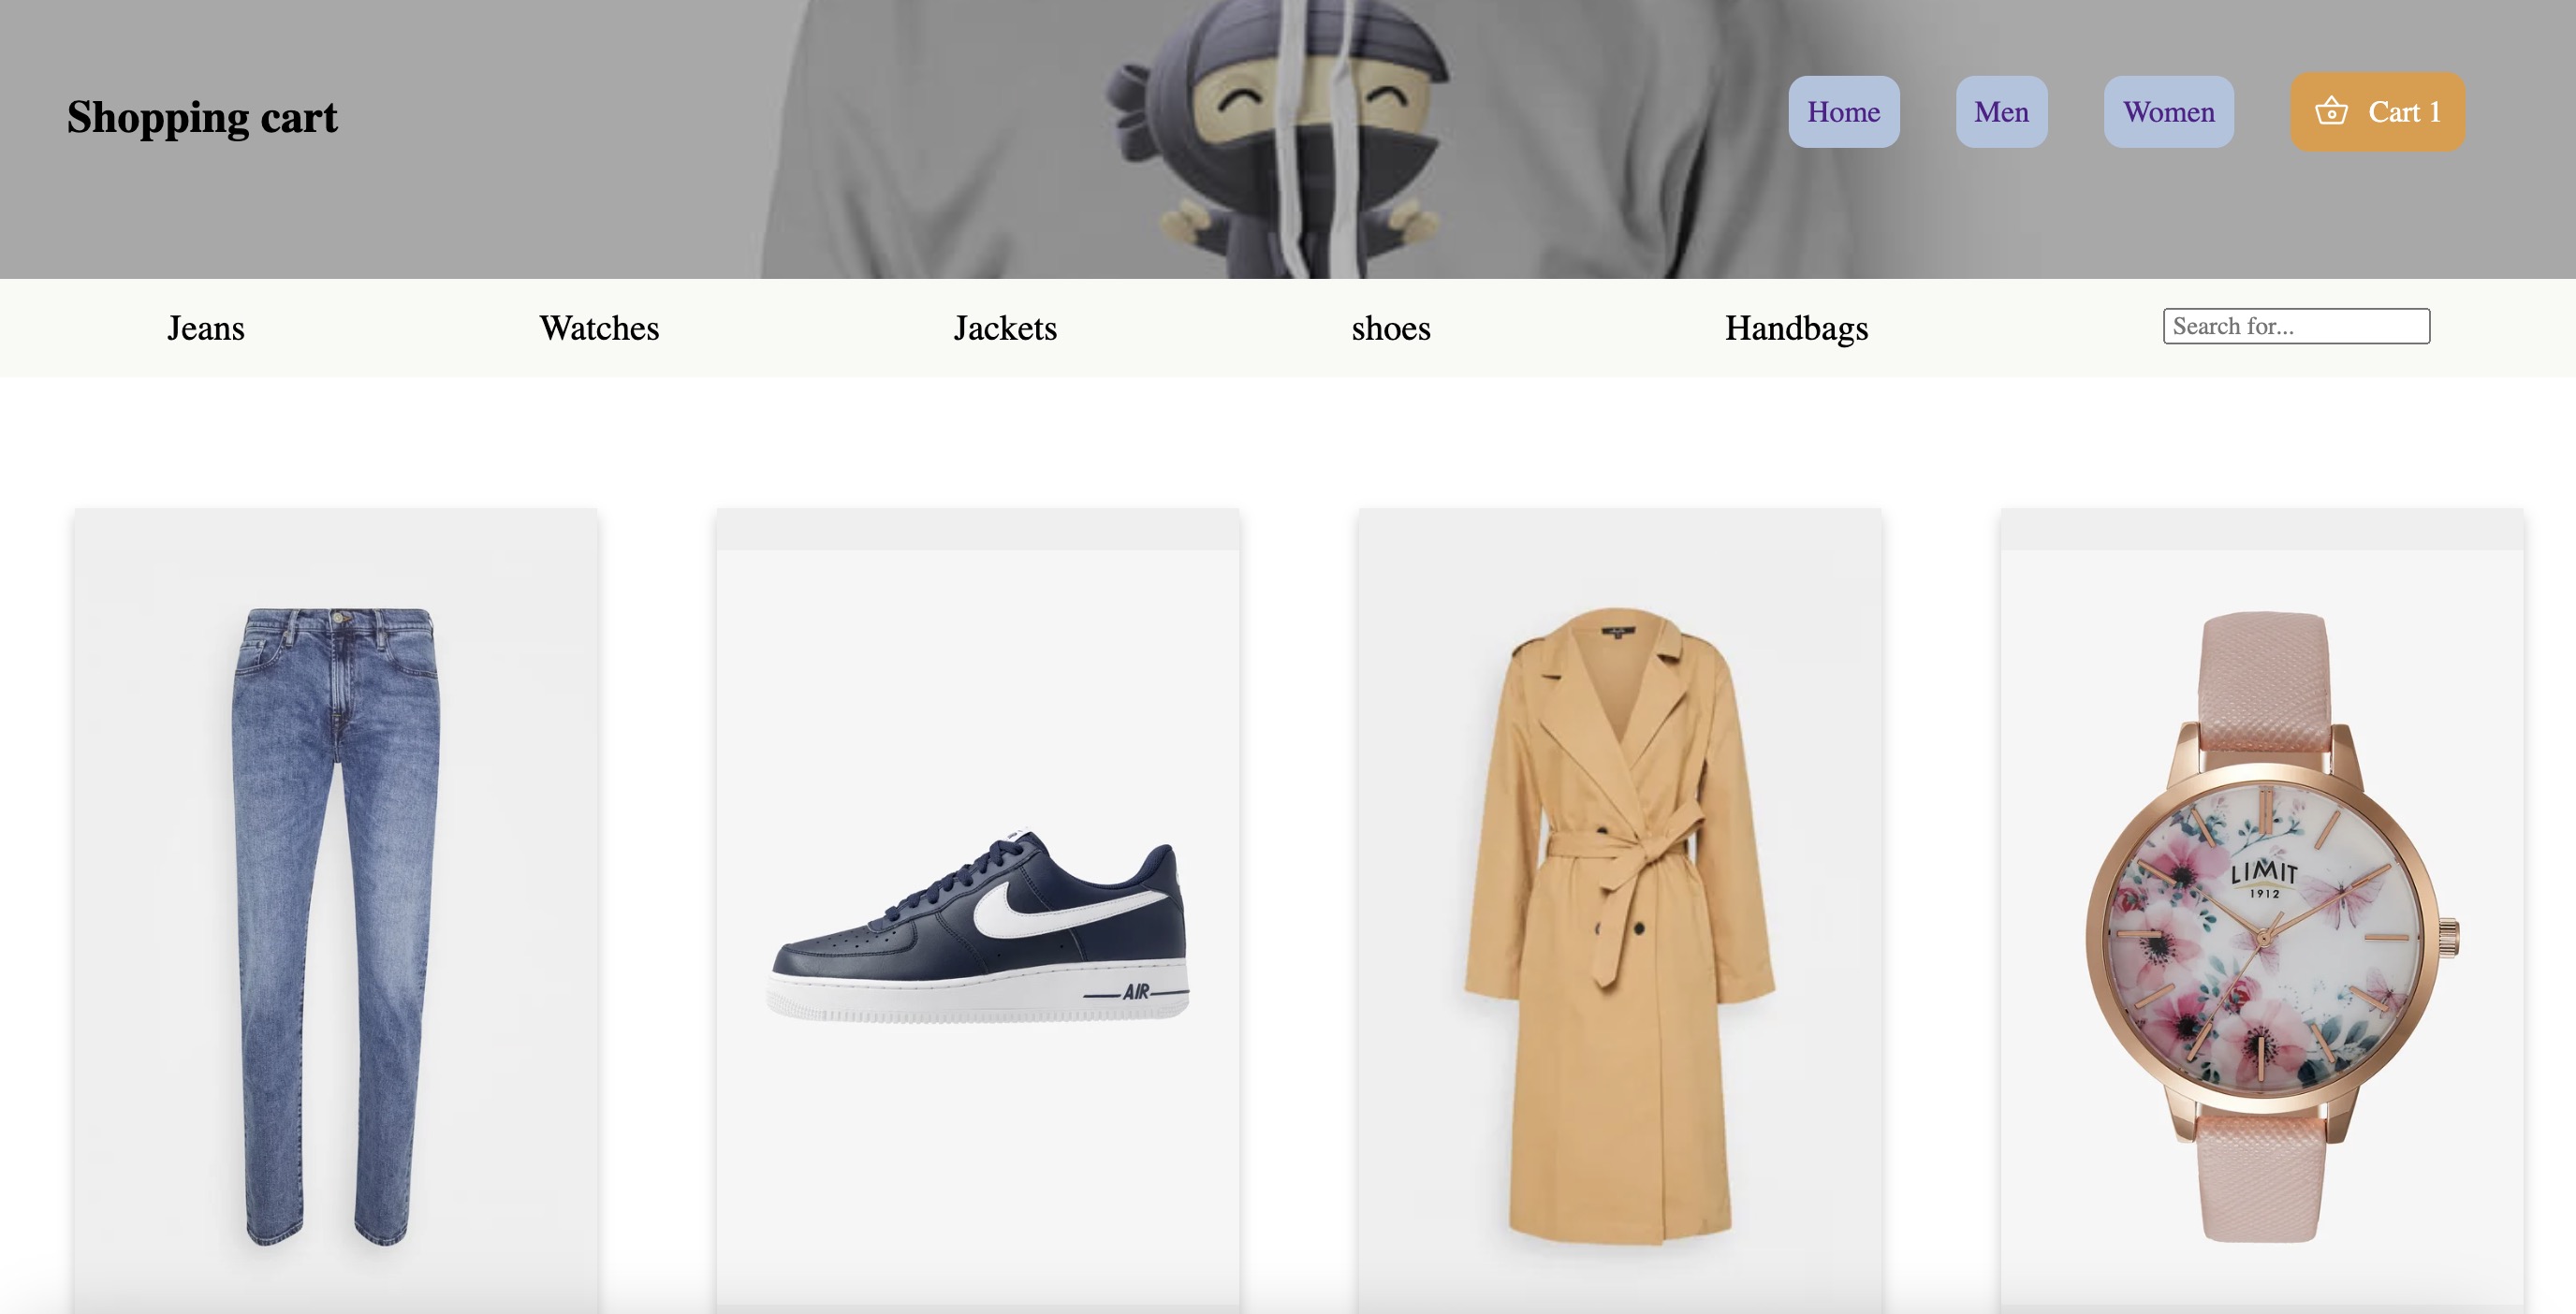 Shopping cart
Home Men Women Cart 1
Jeans Watches Jackets shoes Handbags Search for...
LIMIT
1912
AIR